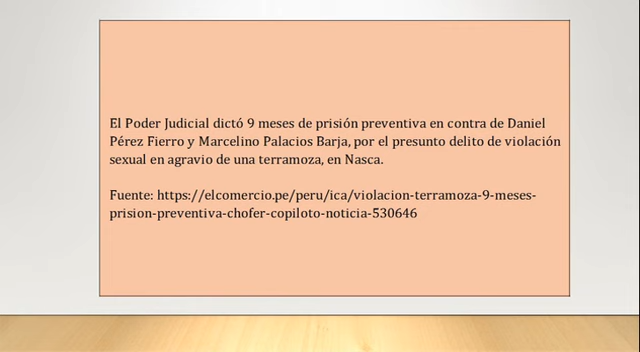 El Poder Judicial dictó 9 meses de prisión preventiva en contra de Daniel
Pérez Fierro y Marcelino Palacios Barja, por el presunto delito de violación
sexual en agravio de una terramoza, en Nasca.
Fuente: https://elcomercio.pe/peru/ica/violacion-terramoza-9-meses-
prision-preventiva-chofer-copiloto-noticia-530646